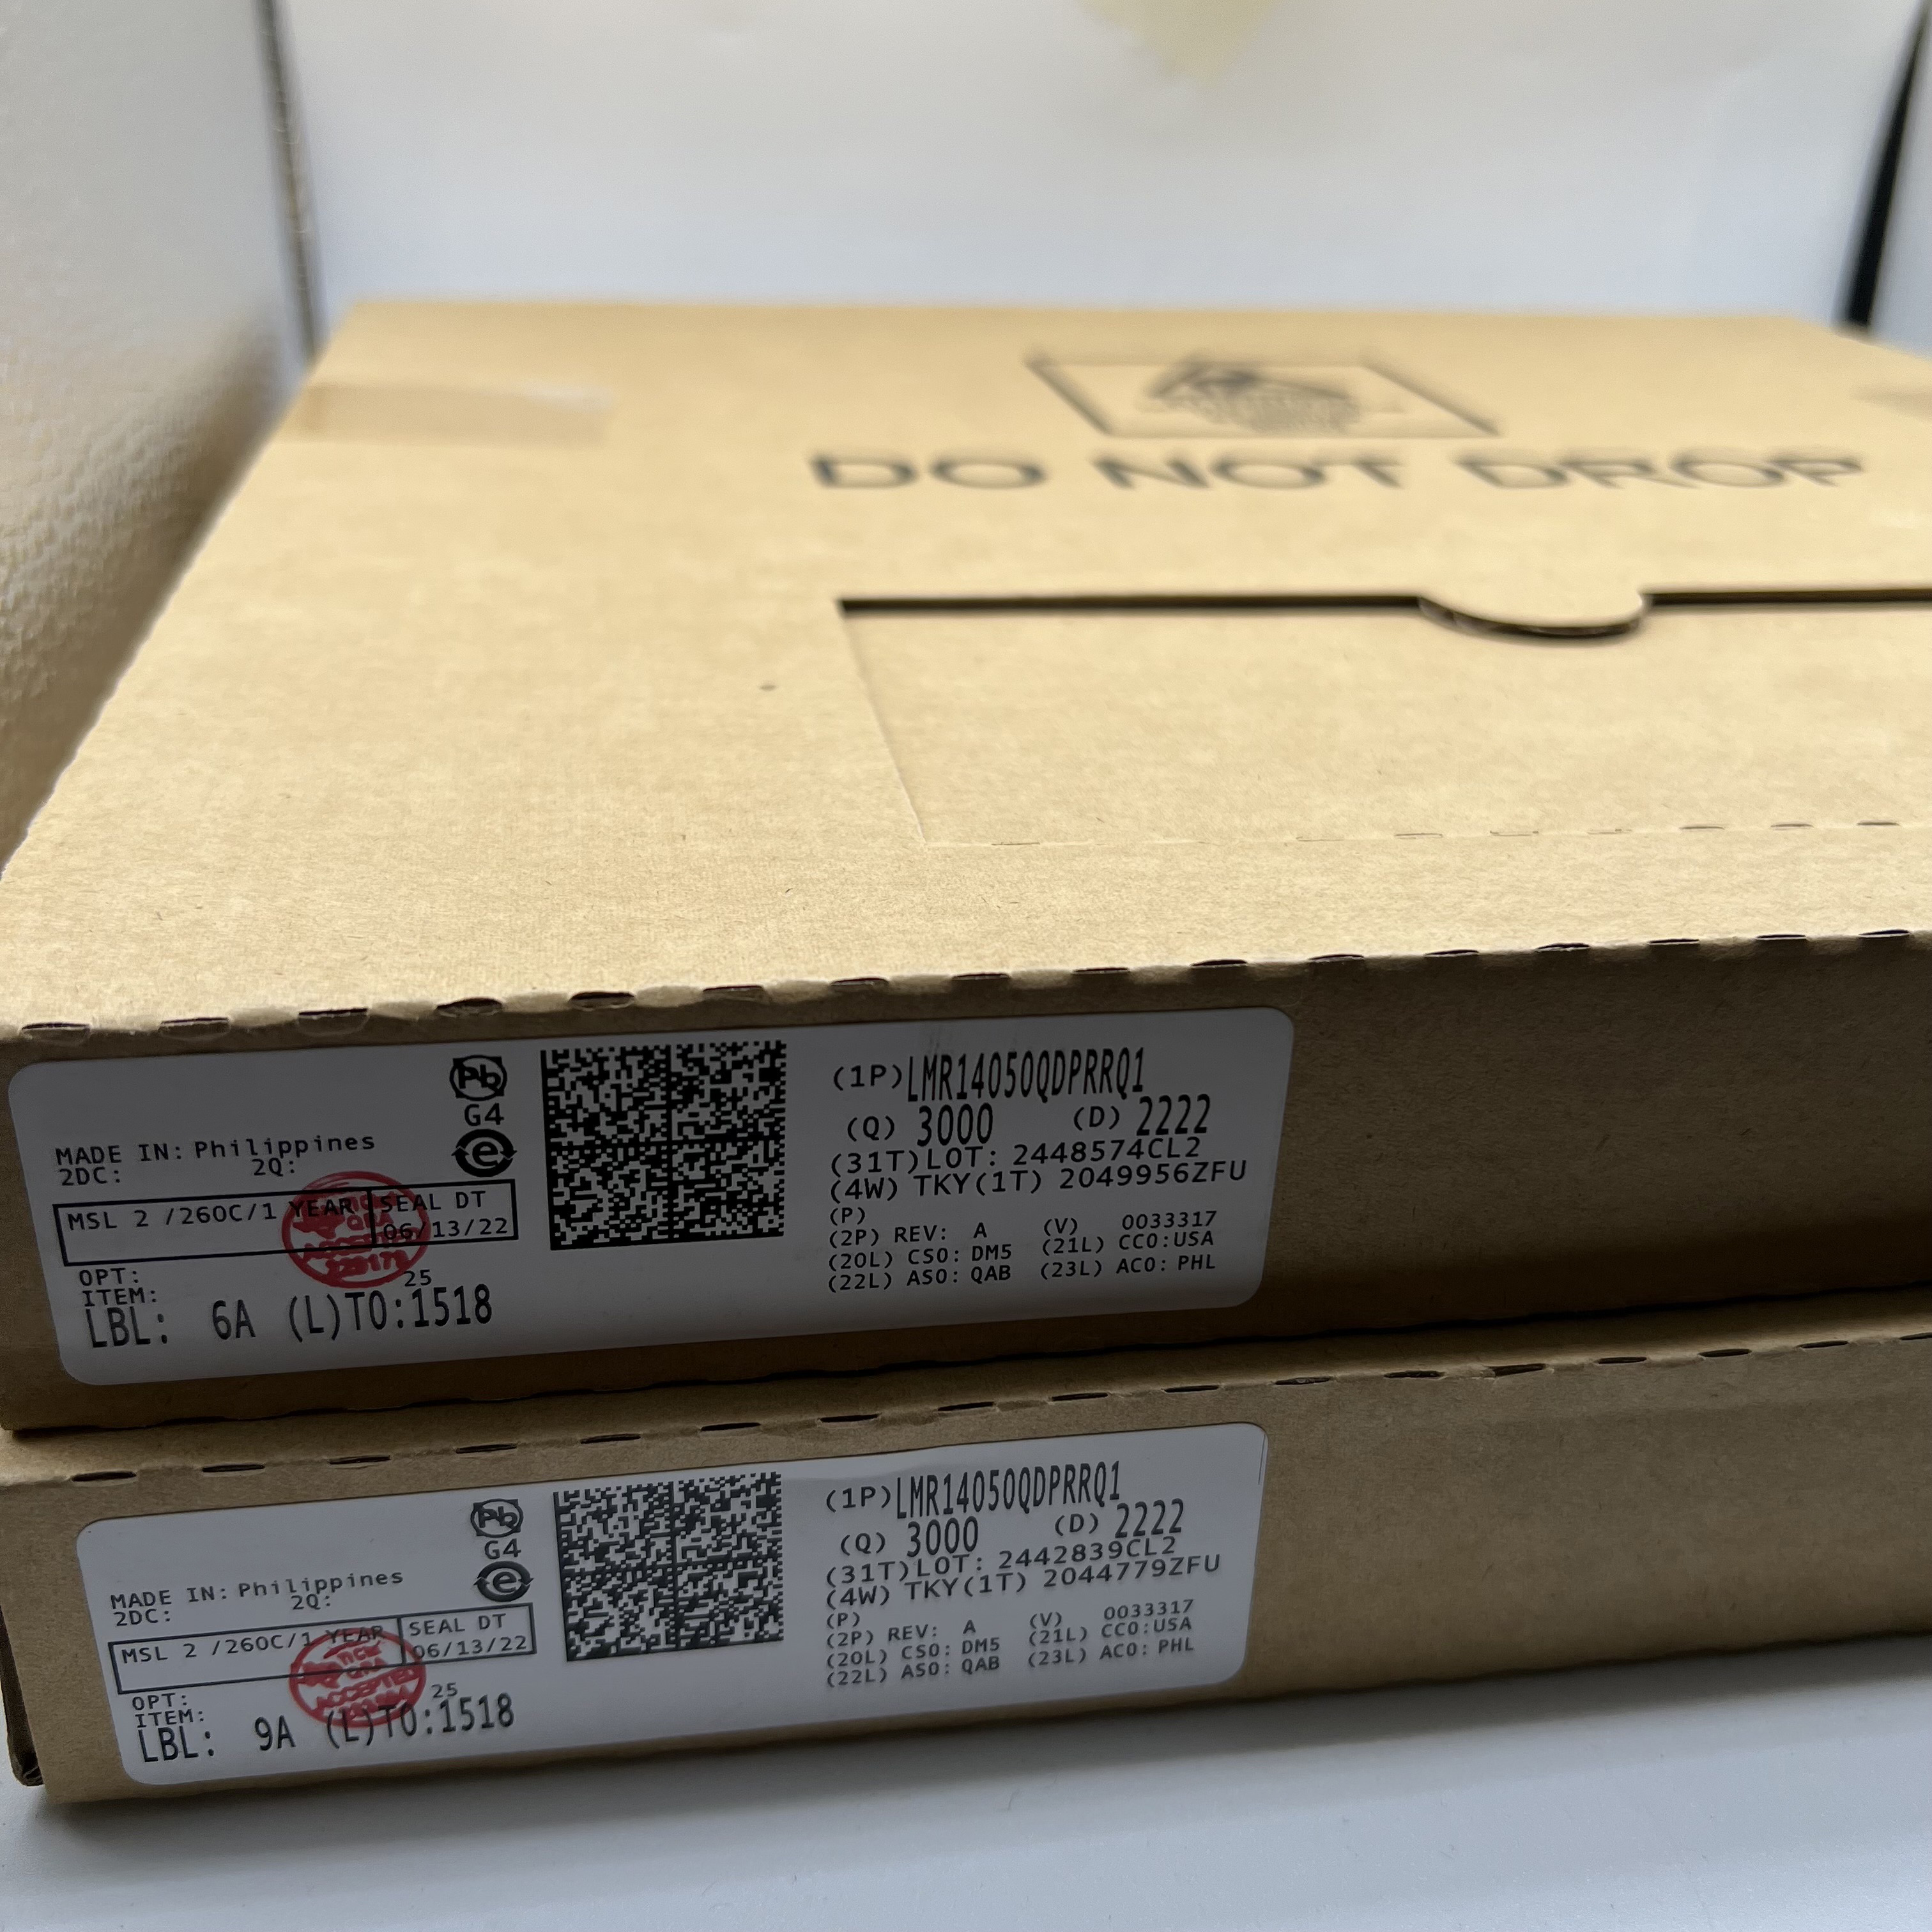 DO NOT DROP
Pb
G4
e
MADE IN: Philippines
2DC: 2Q:
MSL 2 /260C/1 YEAR SEAL DT
06/13/22
OPT:
ITEM: 25
LBL: 6A (L)TO:1518
(1P)LMR14050QDPRRQ1
(Q) 3000 (D) 2222
(31T)LOT: 2448574CL2
(4W) TKY(1T) 2049956ZFU
(P)
(2P) REV: A (V) 0033317
(20L) CSO: DM5 (21L) CCO:USA
(22L) ASO: QAB (23L) ACO: PHL
Pb
G4
e
MADE IN: Philippines
2DC: 2Q:
MSL 2 /260C/1 YEAR SEAL DT
06/13/22
QRA
ACCEPTED
OPT:
ITEM: 25
LBL: 9A (L)TO:1518
(1P)LMR14050QDPRRQ1
(Q) 3000 (D) 2222
(31T)LOT: 2442839CL2
(4W) TKY(1T) 2044779ZFU
(P)
(2P) REV: A (V) 0033317
(20L) CSO: DM5 (21L) CCO:USA
(22L) ASO: QAB (23L) ACO: PHL